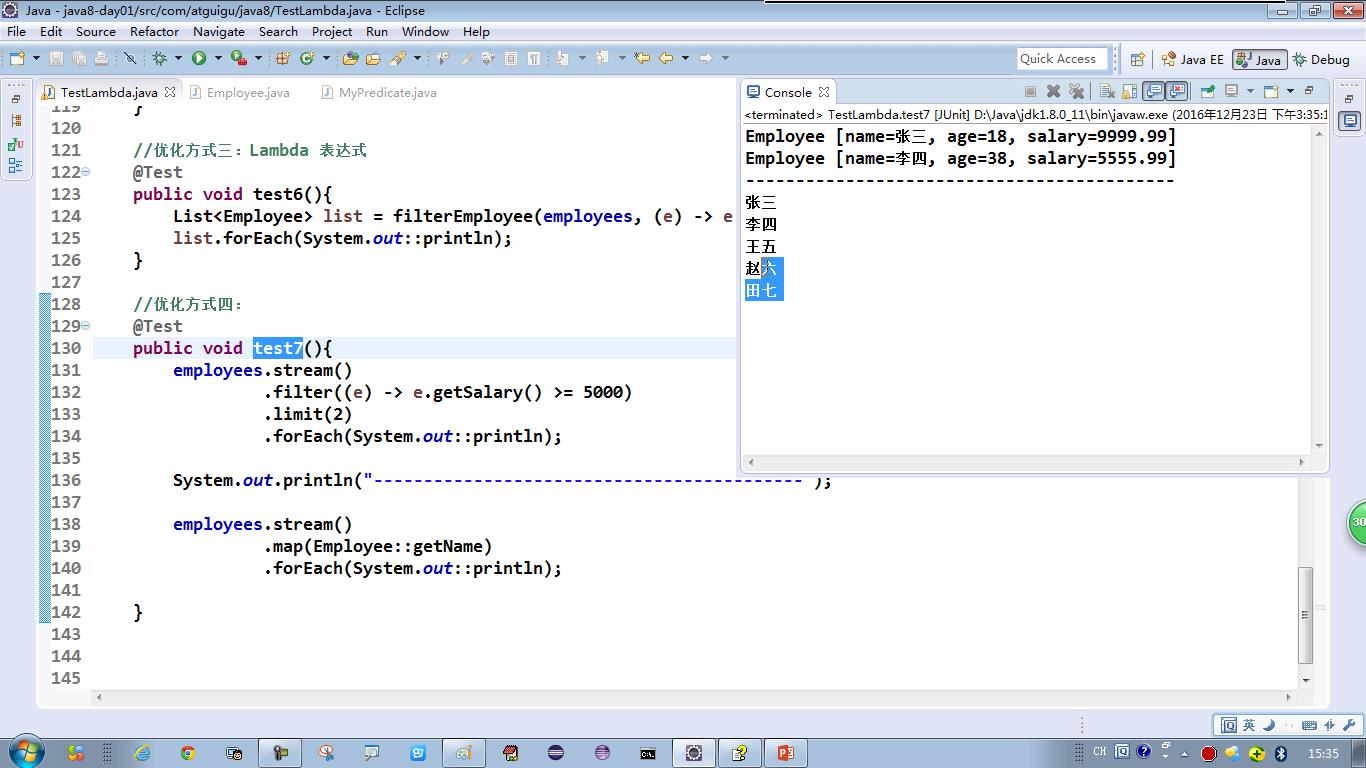 Java - java8-day01/src/com/atguigu/java8/TestLambda.java - Eclipse
File Edit Source Refactor Navigate Search Project Run Window Help
Quick Access
Java EE
Java
Debug
TestLambda.java
Employee.java
MyPredicate.java
119 }
120
121 //优化方式三：Lambda 表达式
122 @Test
123 public void test6(){
124 List<Employee> list = filterEmployee(employees, (e) -> e
125 list.forEach(System.out::println);
126 }
127
128 //优化方式四：
129 @Test
130 public void test7(){
131 employees.stream()
132 .filter((e) -> e.getSalary() >= 5000)
133 .limit(2)
134 .forEach(System.out::println);
135
136 System.out.println("------------------------------------------- );
137
138 employees.stream()
139 .map(Employee::getName)
140 .forEach(System.out::println);
141
142 }
143
144
145
Console
<terminated> TestLambda.test7 [JUnit] D:\Java\jdk1.8.0_11\bin\javaw.exe (2016年12月23日 下午3:35:1
Employee [name=张三, age=18, salary=9999.99]
Employee [name=李四, age=38, salary=5555.99]
-------------------------------------------
张三
李四
王五
赵六
田七
30
英
CH
15:35